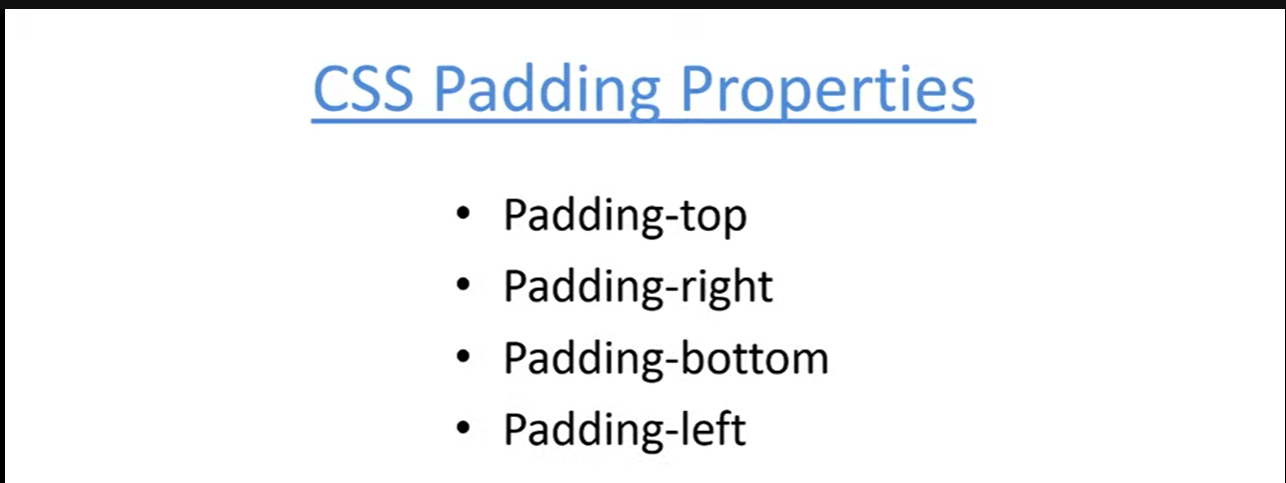 CSS Padding Properties
• Padding-top
• Padding-right
• Padding-bottom
• Padding-left